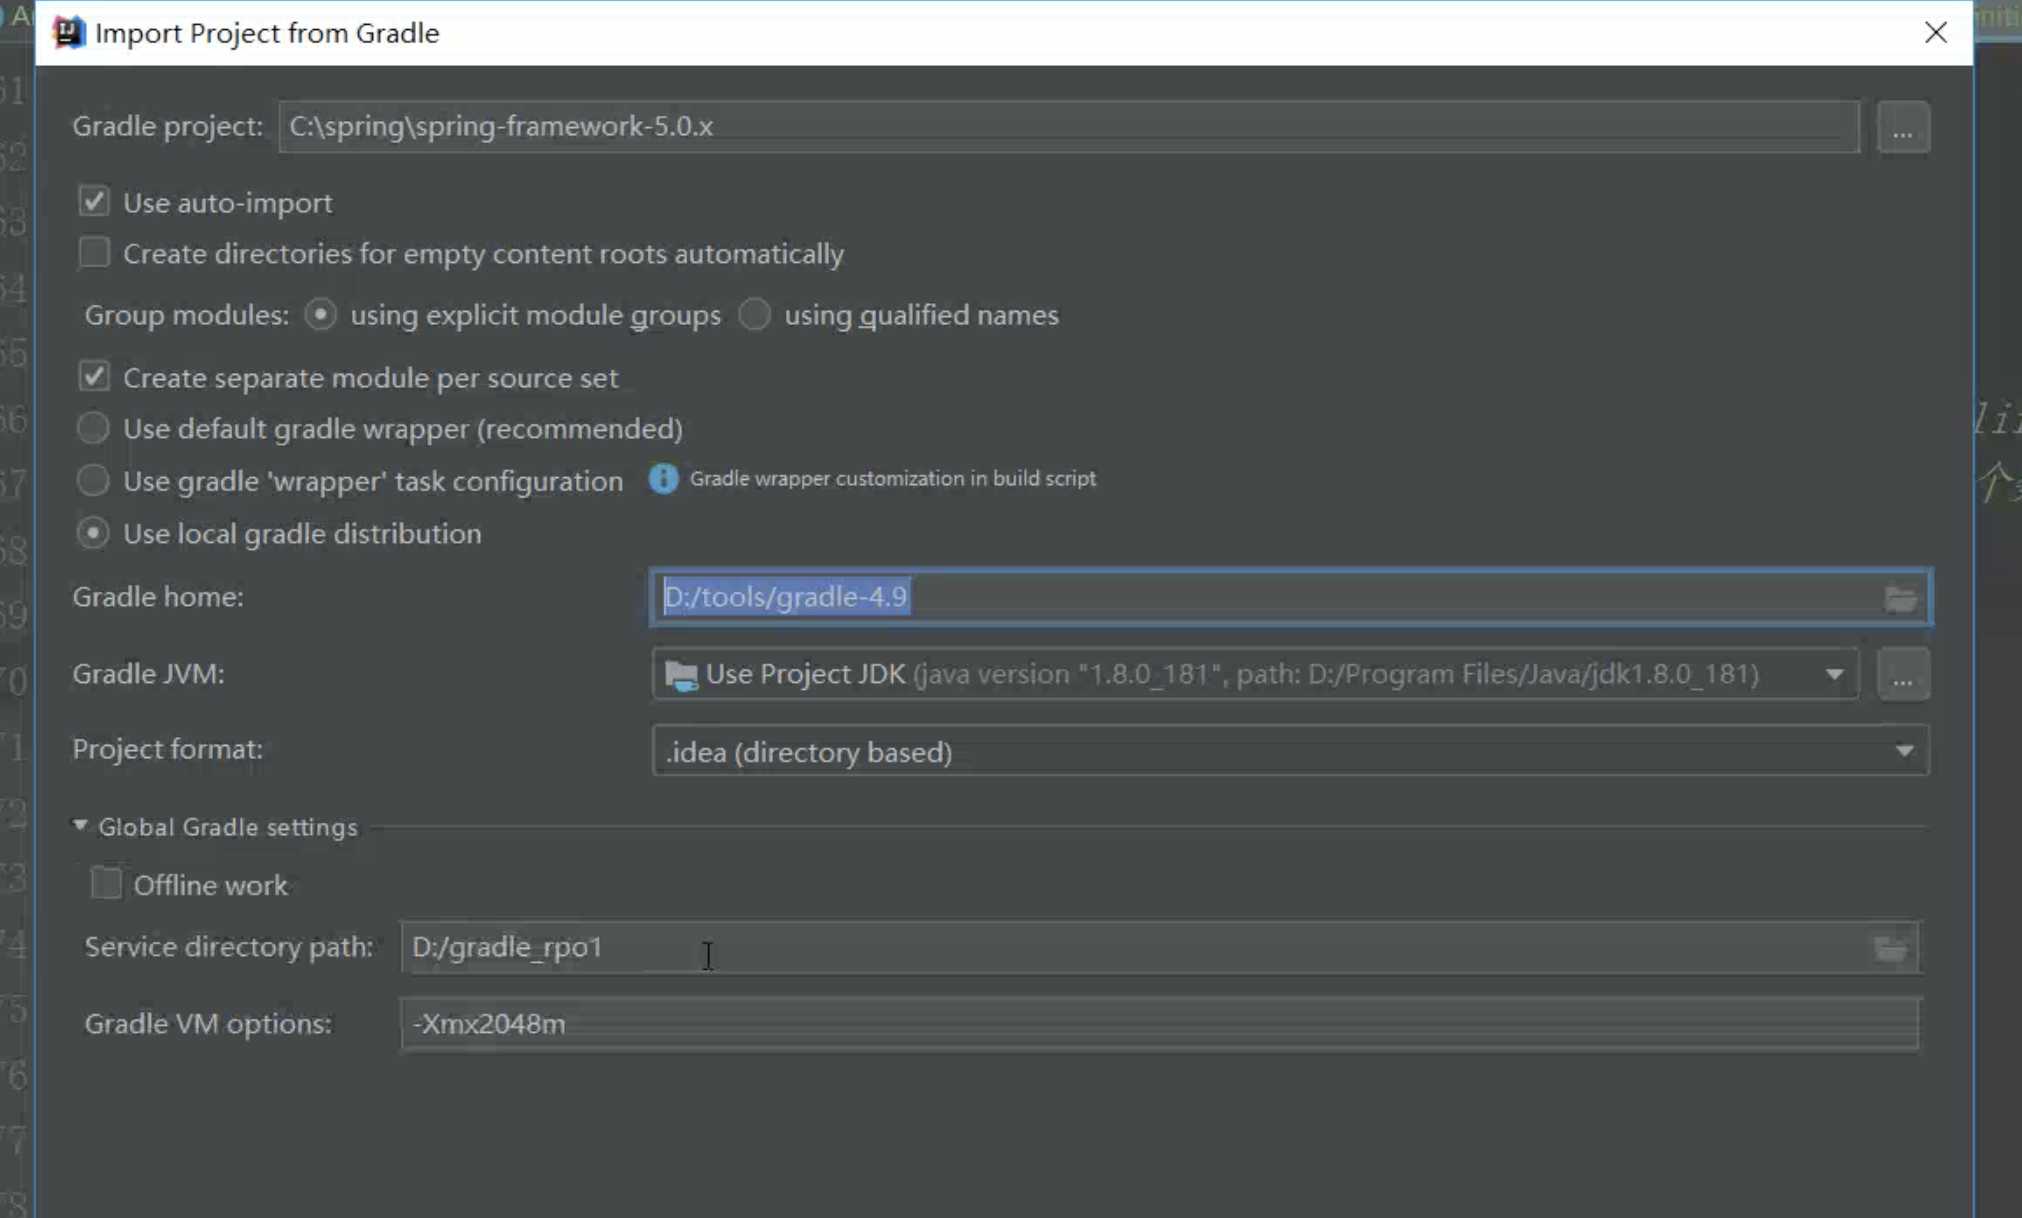 Import Project from Gradle
Gradle project: C:\spring\spring-framework-5.0.x ...
Use auto-import
Create directories for empty content roots automatically
Group modules: using explicit module groups using qualified names
Create separate module per source set
Use default gradle wrapper (recommended)
Use gradle 'wrapper' task configuration Gradle wrapper customization in build script
Use local gradle distribution
Gradle home: D:/tools/gradle-4.9
Gradle JVM: Use Project JDK (java version "1.8.0_181", path: D:/Program Files/Java/jdk1.8.0_181) ...
Project format: .idea (directory based)
Global Gradle settings
Offline work
Service directory path: D:/gradle_rpo1
Gradle VM options: -Xmx2048m